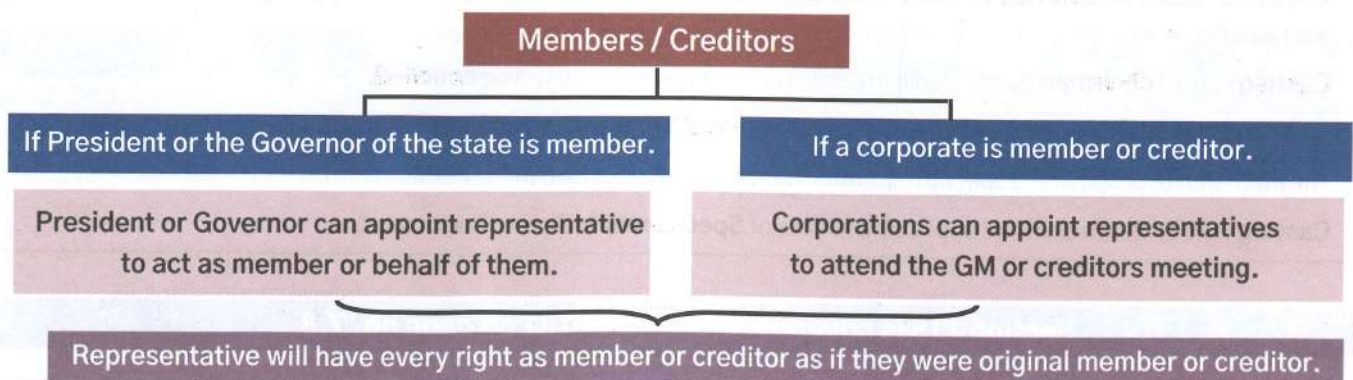 Members / Creditors
If President or the Governor of the state is member.
If a corporate is member or creditor.
President or Governor can appoint representative
to act as member or behalf of them.
Corporations can appoint representatives
to attend the GM or creditors meeting.
Representative will have every right as member or creditor as if they were original member or creditor.